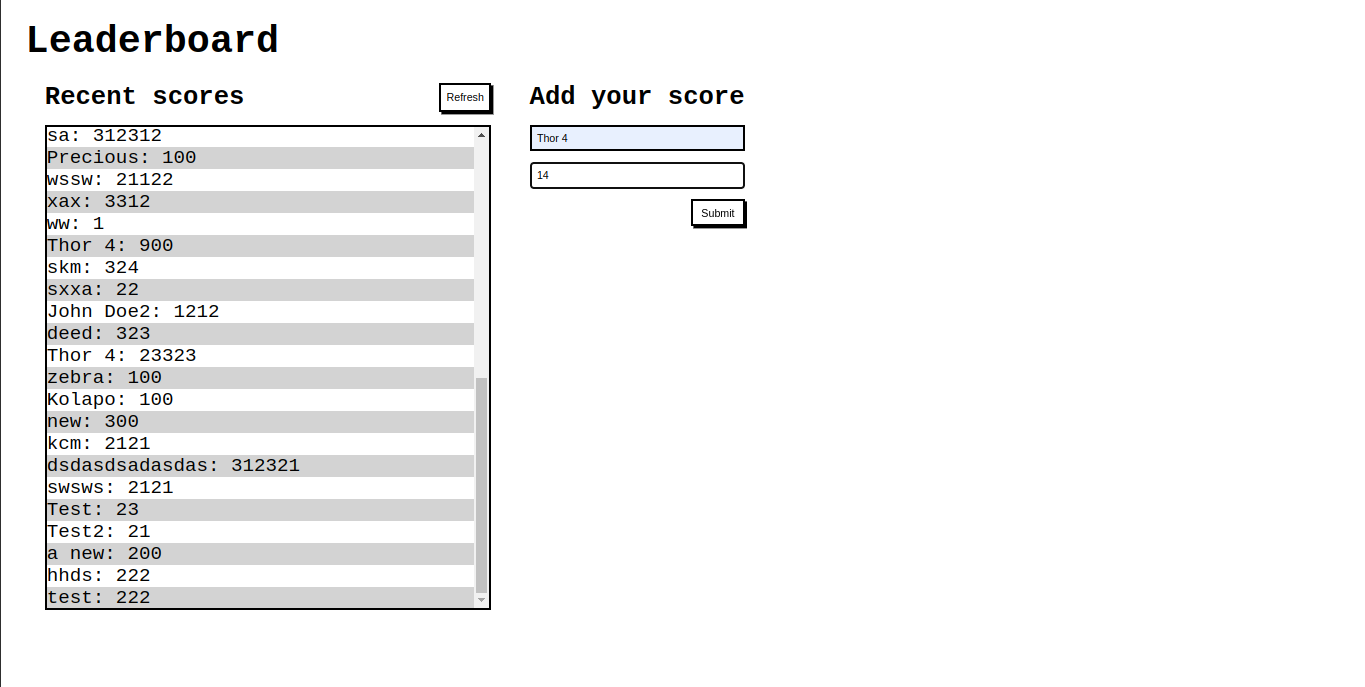 Leaderboard
Recent scores
Refresh
sa: 312312
Precious: 100
wssw: 21122
xax: 3312
ww: 1
Thor 4: 900
skm: 324
sxxa: 22
John Doe2: 1212
deed: 323
Thor 4: 23323
zebra: 100
Kolapo: 100
new: 300
kcm: 2121
dsdasdsadasdas: 312321
swsws: 2121
Test: 23
Test2: 21
a new: 200
hhds: 222
test: 222
Add your score
Thor 4
14
Submit